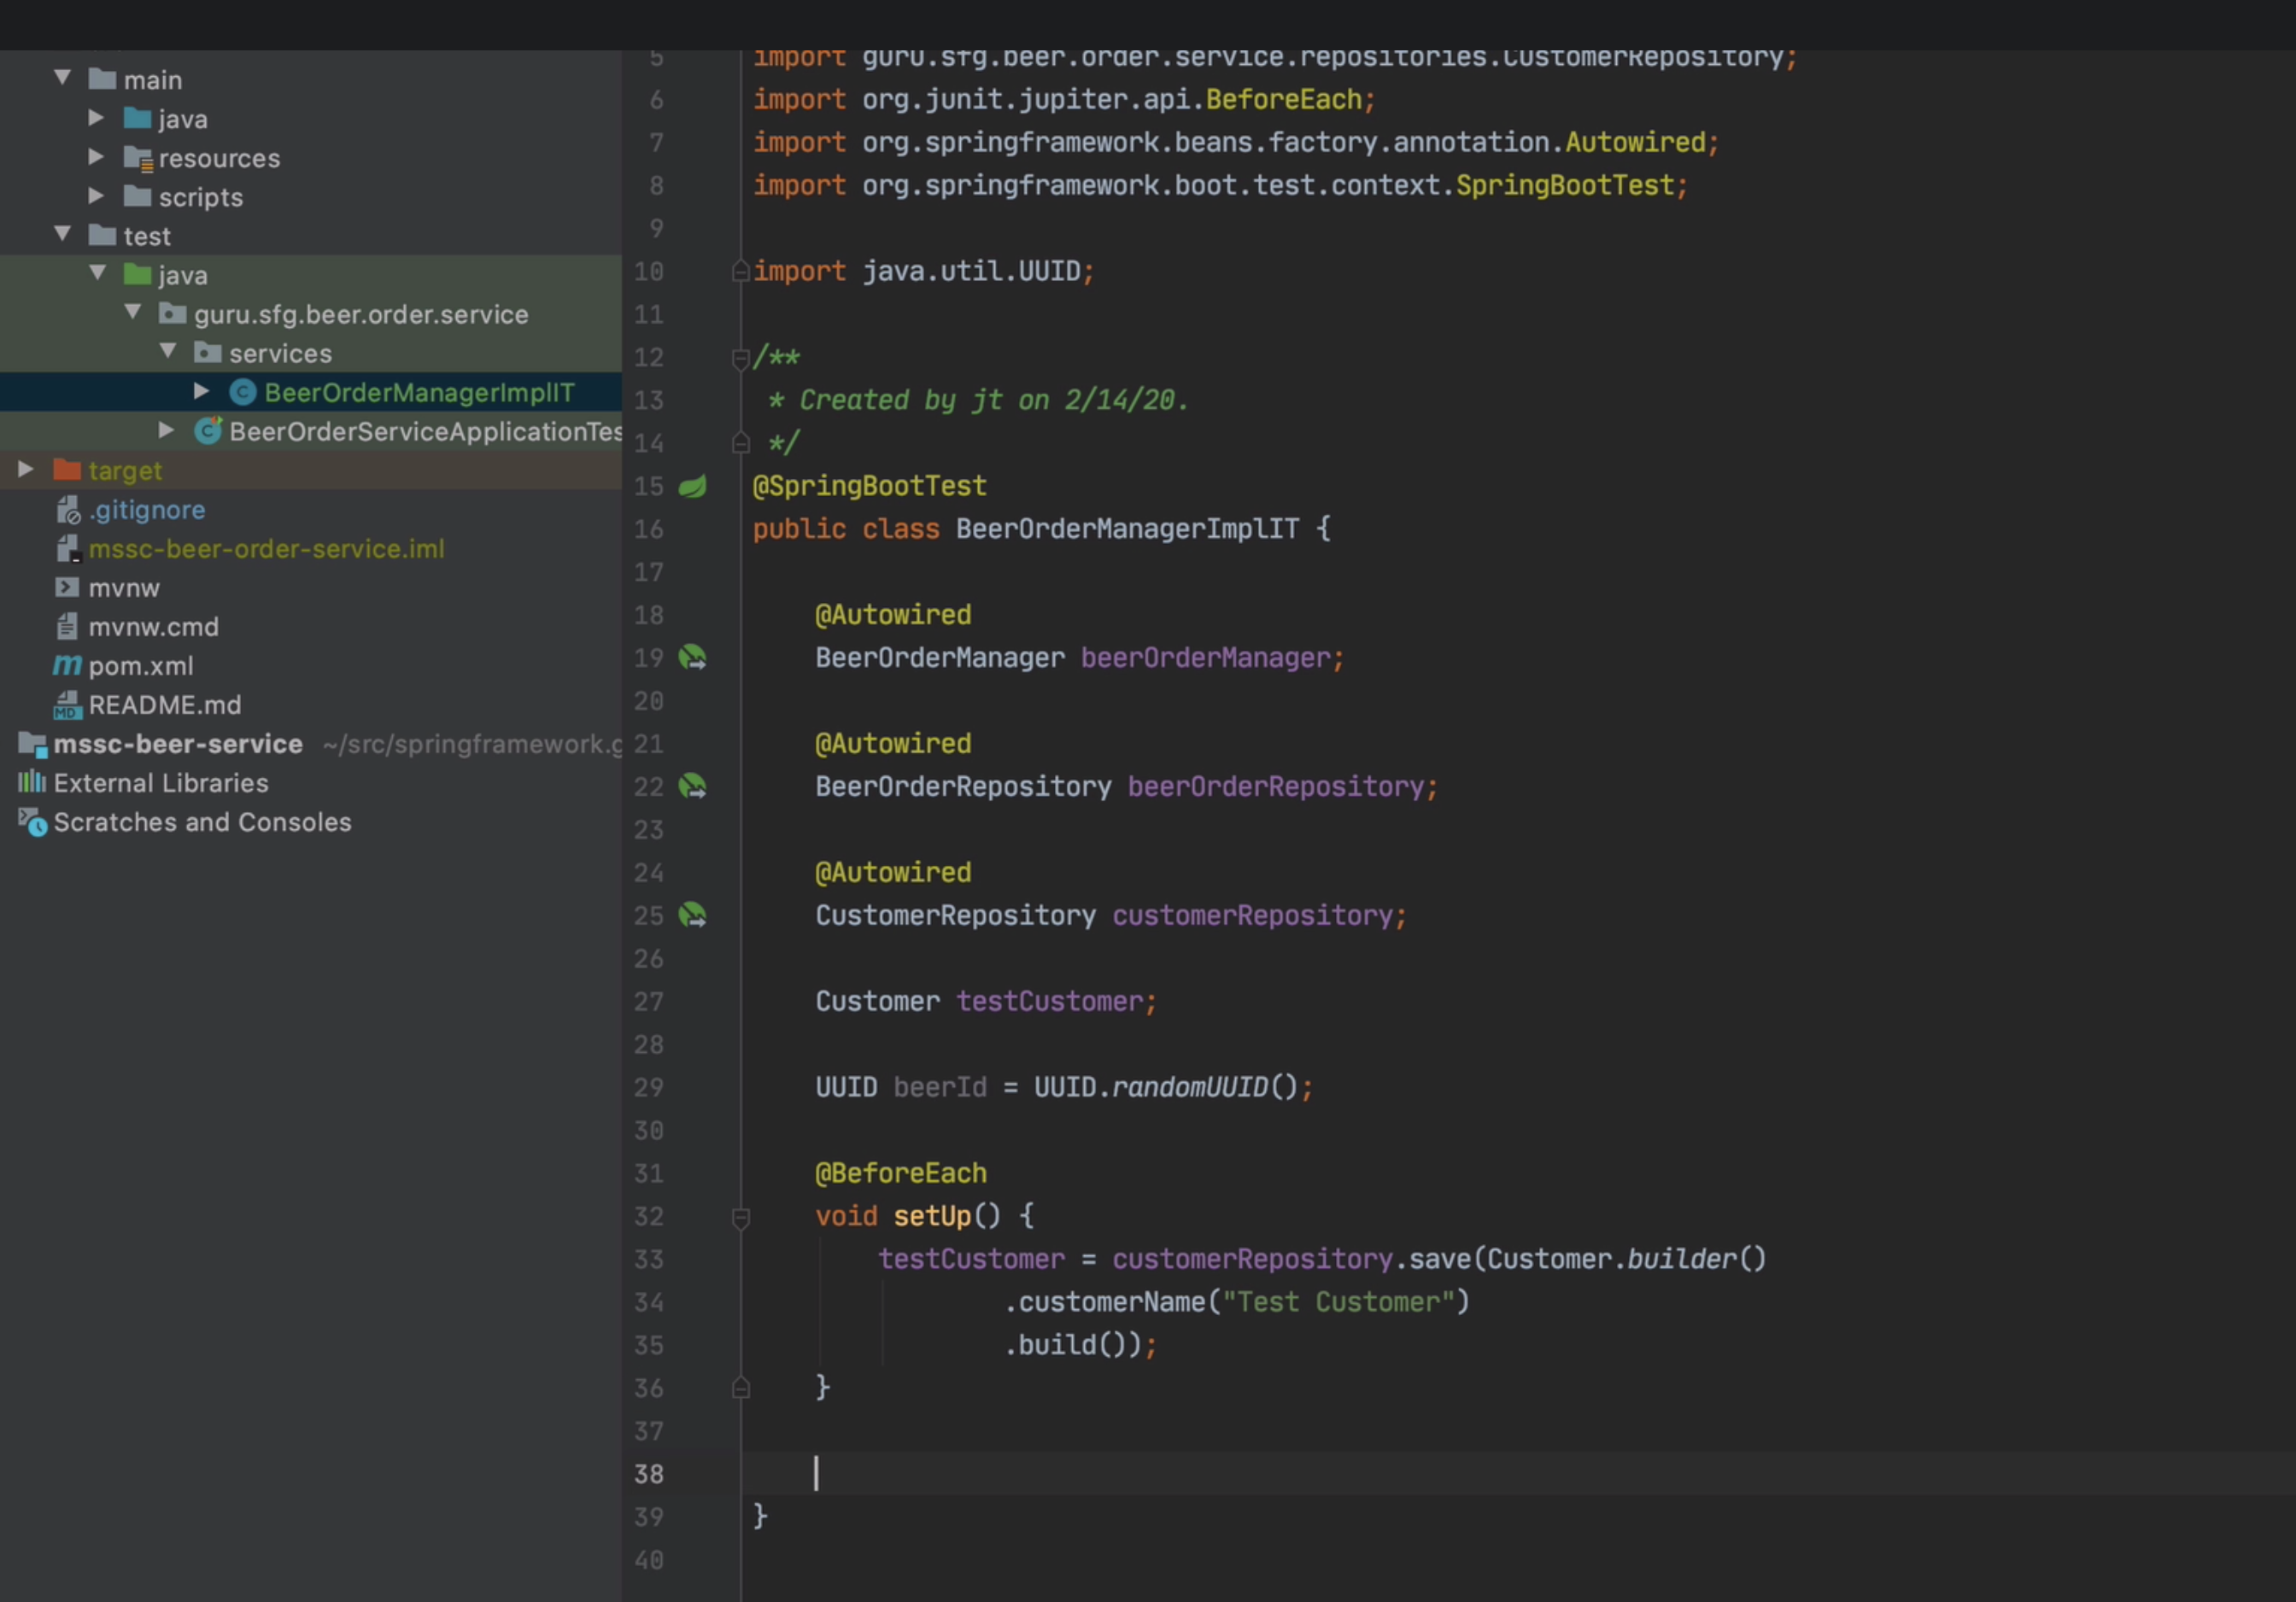 main
java
resources
scripts
test
java
guru.sfg.beer.order.service
services
BeerOrderManagerImplIT
BeerOrderServiceApplicationTes
target
.gitignore
mssc-beer-order-service.iml
mvnw
mvnw.cmd
pom.xml
README.md
mssc-beer-service ~/src/springframework.g
External Libraries
Scratches and Consoles
5 import guru.sfg.beer.order.service.repositories.CustomerRepository;
6 import org.junit.jupiter.api.BeforeEach;
7 import org.springframework.beans.factory.annotation.Autowired;
8 import org.springframework.boot.test.context.SpringBootTest;
9
10 import java.util.UUID;
11
12 /**
13  * Created by jt on 2/14/20.
14  */
15 @SpringBootTest
16 public class BeerOrderManagerImplIT {
17
18     @Autowired
19     BeerOrderManager beerOrderManager;
20
21     @Autowired
22     BeerOrderRepository beerOrderRepository;
23
24     @Autowired
25     CustomerRepository customerRepository;
26
27     Customer testCustomer;
28
29     UUID beerId = UUID.randomUUID();
30
31     @BeforeEach
32     void setUp() {
33         testCustomer = customerRepository.save(Customer.builder()
34                 .customerName("Test Customer")
35                 .build());
36     }
37
38
39 }
40